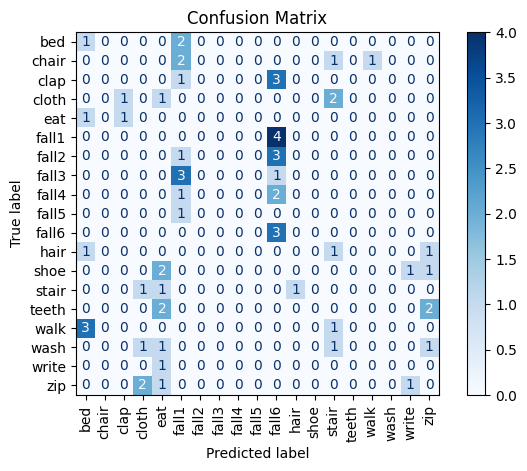 Confusion Matrix
bed 1 0 0 0 0 2 0 0 0 0 0 0 0 0 0 0 0 0 0
chair 0 0 0 0 0 2 0 0 0 0 0 0 0 1 0 1 0 0 0
clap 0 0 0 0 0 1 0 0 0 0 3 0 0 0 0 0 0 0 0
cloth 0 0 1 0 1 0 0 0 0 0 0 0 0 2 0 0 0 0 0
eat 1 0 1 0 0 0 0 0 0 0 0 0 0 0 0 0 0 0 0
fall1 0 0 0 0 0 0 0 0 0 0 4 0 0 0 0 0 0 0 0
fall2 0 0 0 0 0 1 0 0 0 0 3 0 0 0 0 0 0 0 0
fall3 0 0 0 0 0 3 0 0 0 0 1 0 0 0 0 0 0 0 0
fall4 0 0 0 0 0 1 0 0 0 0 2 0 0 0 0 0 0 0 0
fall5 0 0 0 0 0 1 0 0 0 0 0 0 0 0 0 0 0 0 0
fall6 0 0 0 0 0 0 0 0 0 0 3 0 0 0 0 0 0 0 0
hair 1 0 0 0 0 0 0 0 0 0 0 0 0 1 0 0 0 0 1
shoe 0 0 0 0 2 0 0 0 0 0 0 0 0 0 0 0 0 1 1
stair 0 0 0 1 1 0 0 0 0 0 0 1 0 0 0 0 0 0 0
teeth 0 0 0 0 2 0 0 0 0 0 0 0 0 0 0 0 0 0 2
walk 3 0 0 0 0 0 0 0 0 0 0 0 0 1 0 0 0 0 0
wash 0 0 0 1 1 0 0 0 0 0 0 0 0 1 0 0 0 0 1
write 0 0 0 0 1 0 0 0 0 0 0 0 0 0 0 0 0 0 0
zip 0 0 0 2 1 0 0 0 0 0 0 0 0 0 0 0 0 1 0
bed chair clap cloth eat fall1 fall2 fall3 fall4 fall5 fall6 hair shoe stair teeth walk wash write zip
Predicted label
True label
4.0
3.5
3.0
2.5
2.0
1.5
1.0
0.5
0.0